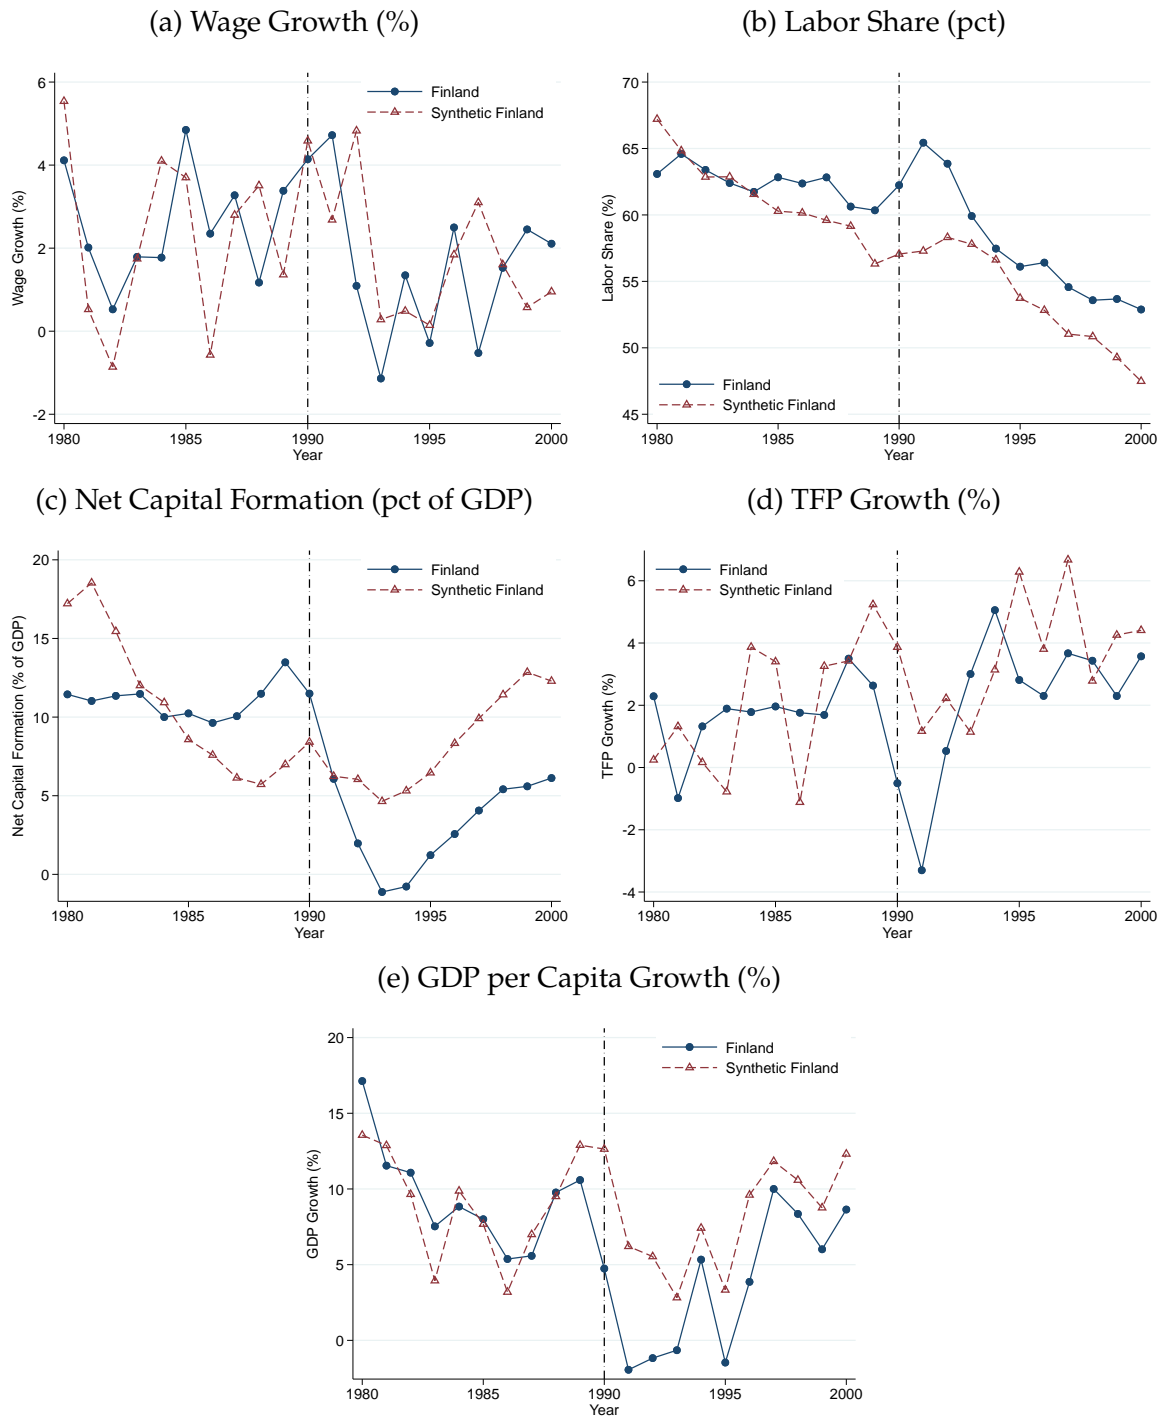 (a) Wage Growth (%)
Wage Growth (%)
6
4
2
0
-2
Finland
Synthetic Finland
1980 1985 1990 1995 2000
Year
(b) Labor Share (pct)
Labor Share (%)
70
65
60
55
50
45
Finland
Synthetic Finland
1980 1985 1990 1995 2000
Year
(c) Net Capital Formation (pct of GDP)
Net Capital Formation (% of GDP)
20
15
10
5
0
Finland
Synthetic Finland
1980 1985 1990 1995 2000
Year
(d) TFP Growth (%)
TFP Growth (%)
6
4
2
0
-2
-4
Finland
Synthetic Finland
1980 1985 1990 1995 2000
Year
(e) GDP per Capita Growth (%)
GDP Growth (%)
20
15
10
5
0
Finland
Synthetic Finland
1980 1985 1990 1995 2000
Year